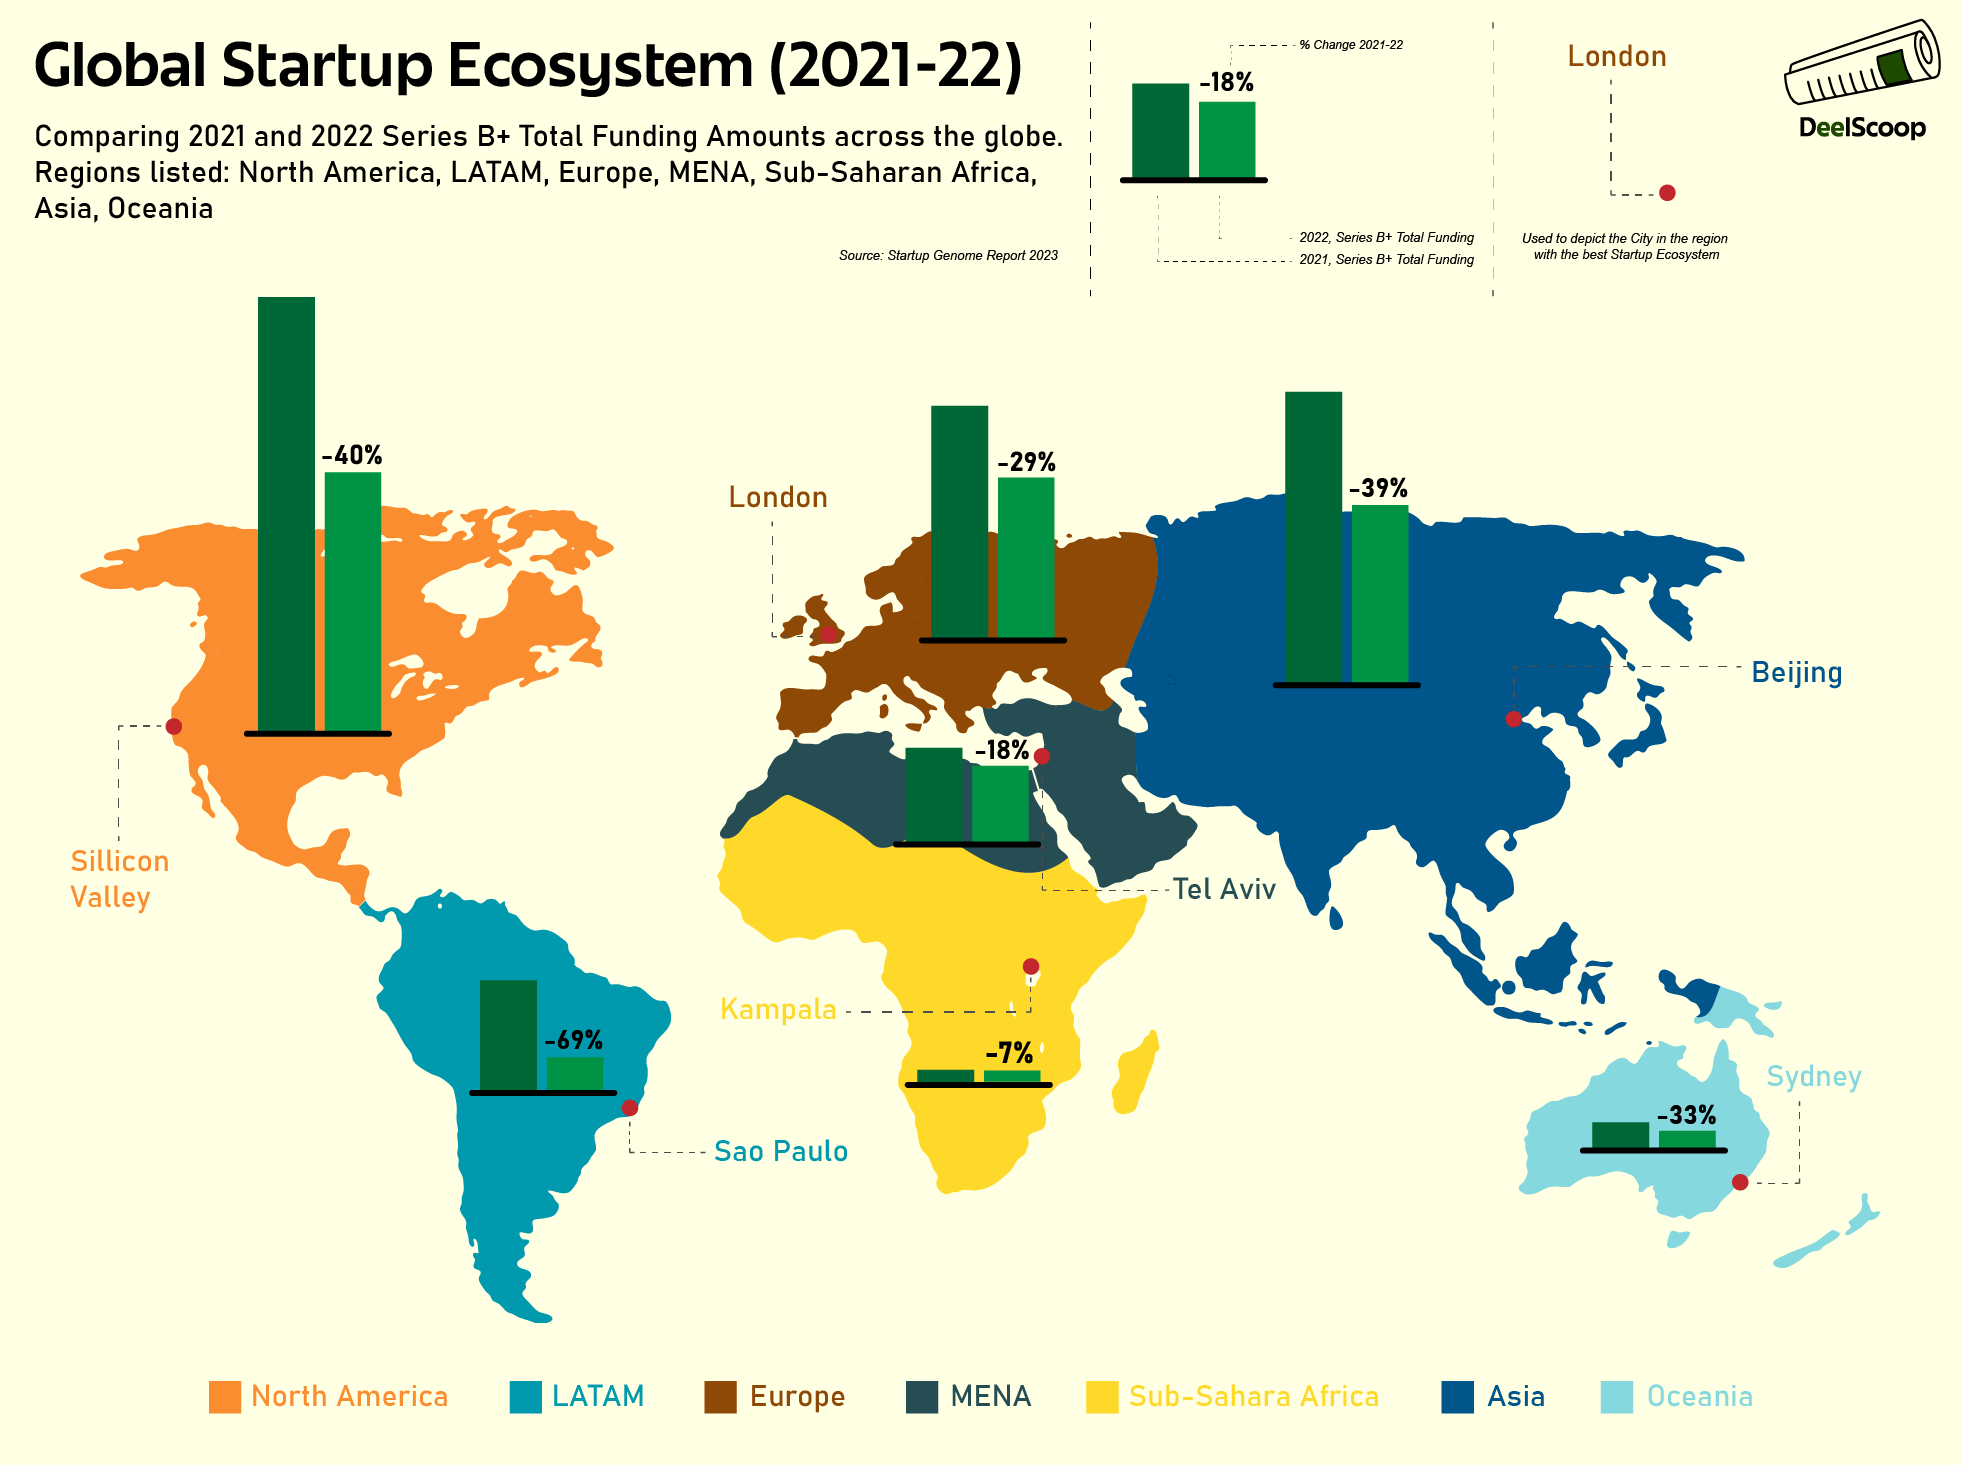 Global Startup Ecosystem (2021-22)
Comparing 2021 and 2022 Series B+ Total Funding Amounts across the globe.
Regions listed: North America, LATAM, Europe, MENA, Sub-Saharan Africa,
Asia, Oceania
Source: Startup Genome Report 2023
% Change 2021-22
-18%
2022, Series B+ Total Funding
2021, Series B+ Total Funding
London
Used to depict the City in the region
with the best Startup Ecosystem
DeelScoop
-40%
-29%
-39%
London
Beijing
-18%
Sillicon
Valley
Tel Aviv
Kampala
-69%
-7%
Sydney
-33%
Sao Paulo
North America
LATAM
Europe
MENA
Sub-Sahara Africa
Asia
Oceania